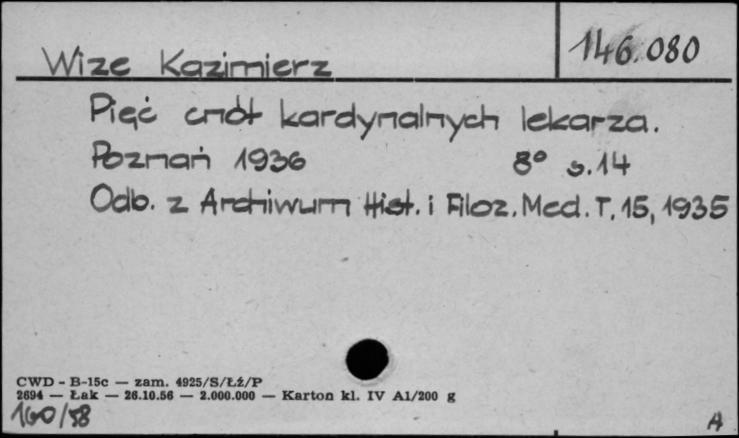 Wize Kazimierz
146.080
Pięć cnót kardynalnych lekarza.
Poznań 1936 8° s.14
Odb. z Archiwum Hist. i Filoz. Med. T. 15, 1935
CWD - B-15c — zam. 4925/S/Łź/P
2694 — Łak — 26.10.56 — 2.000.000 — Karton kl. IV A1/200 g
160/58
A